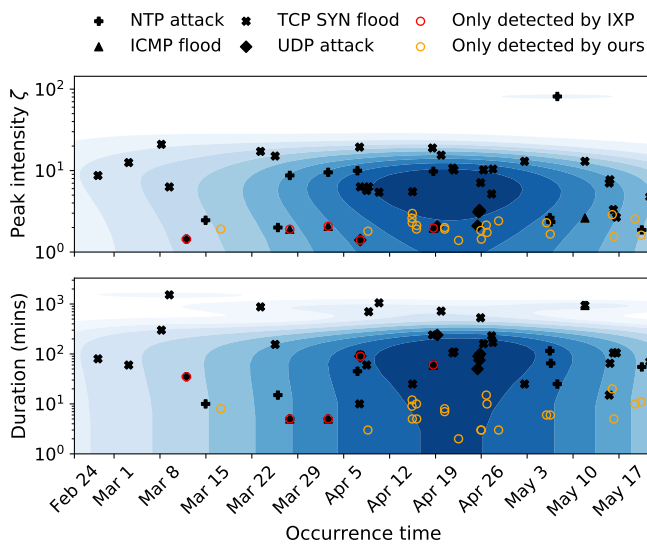 NTP attack TCP SYN flood Only detected by IXP
ICMP flood UDP attack Only detected by ours
Peak intensity ζ
10²
10¹
10⁰
Duration (mins)
10³
10²
10¹
10⁰
Feb 24 Mar 1 Mar 8 Mar 15 Mar 22 Mar 29 Apr 5 Apr 12 Apr 19 Apr 26 May 3 May 10 May 17
Occurrence time